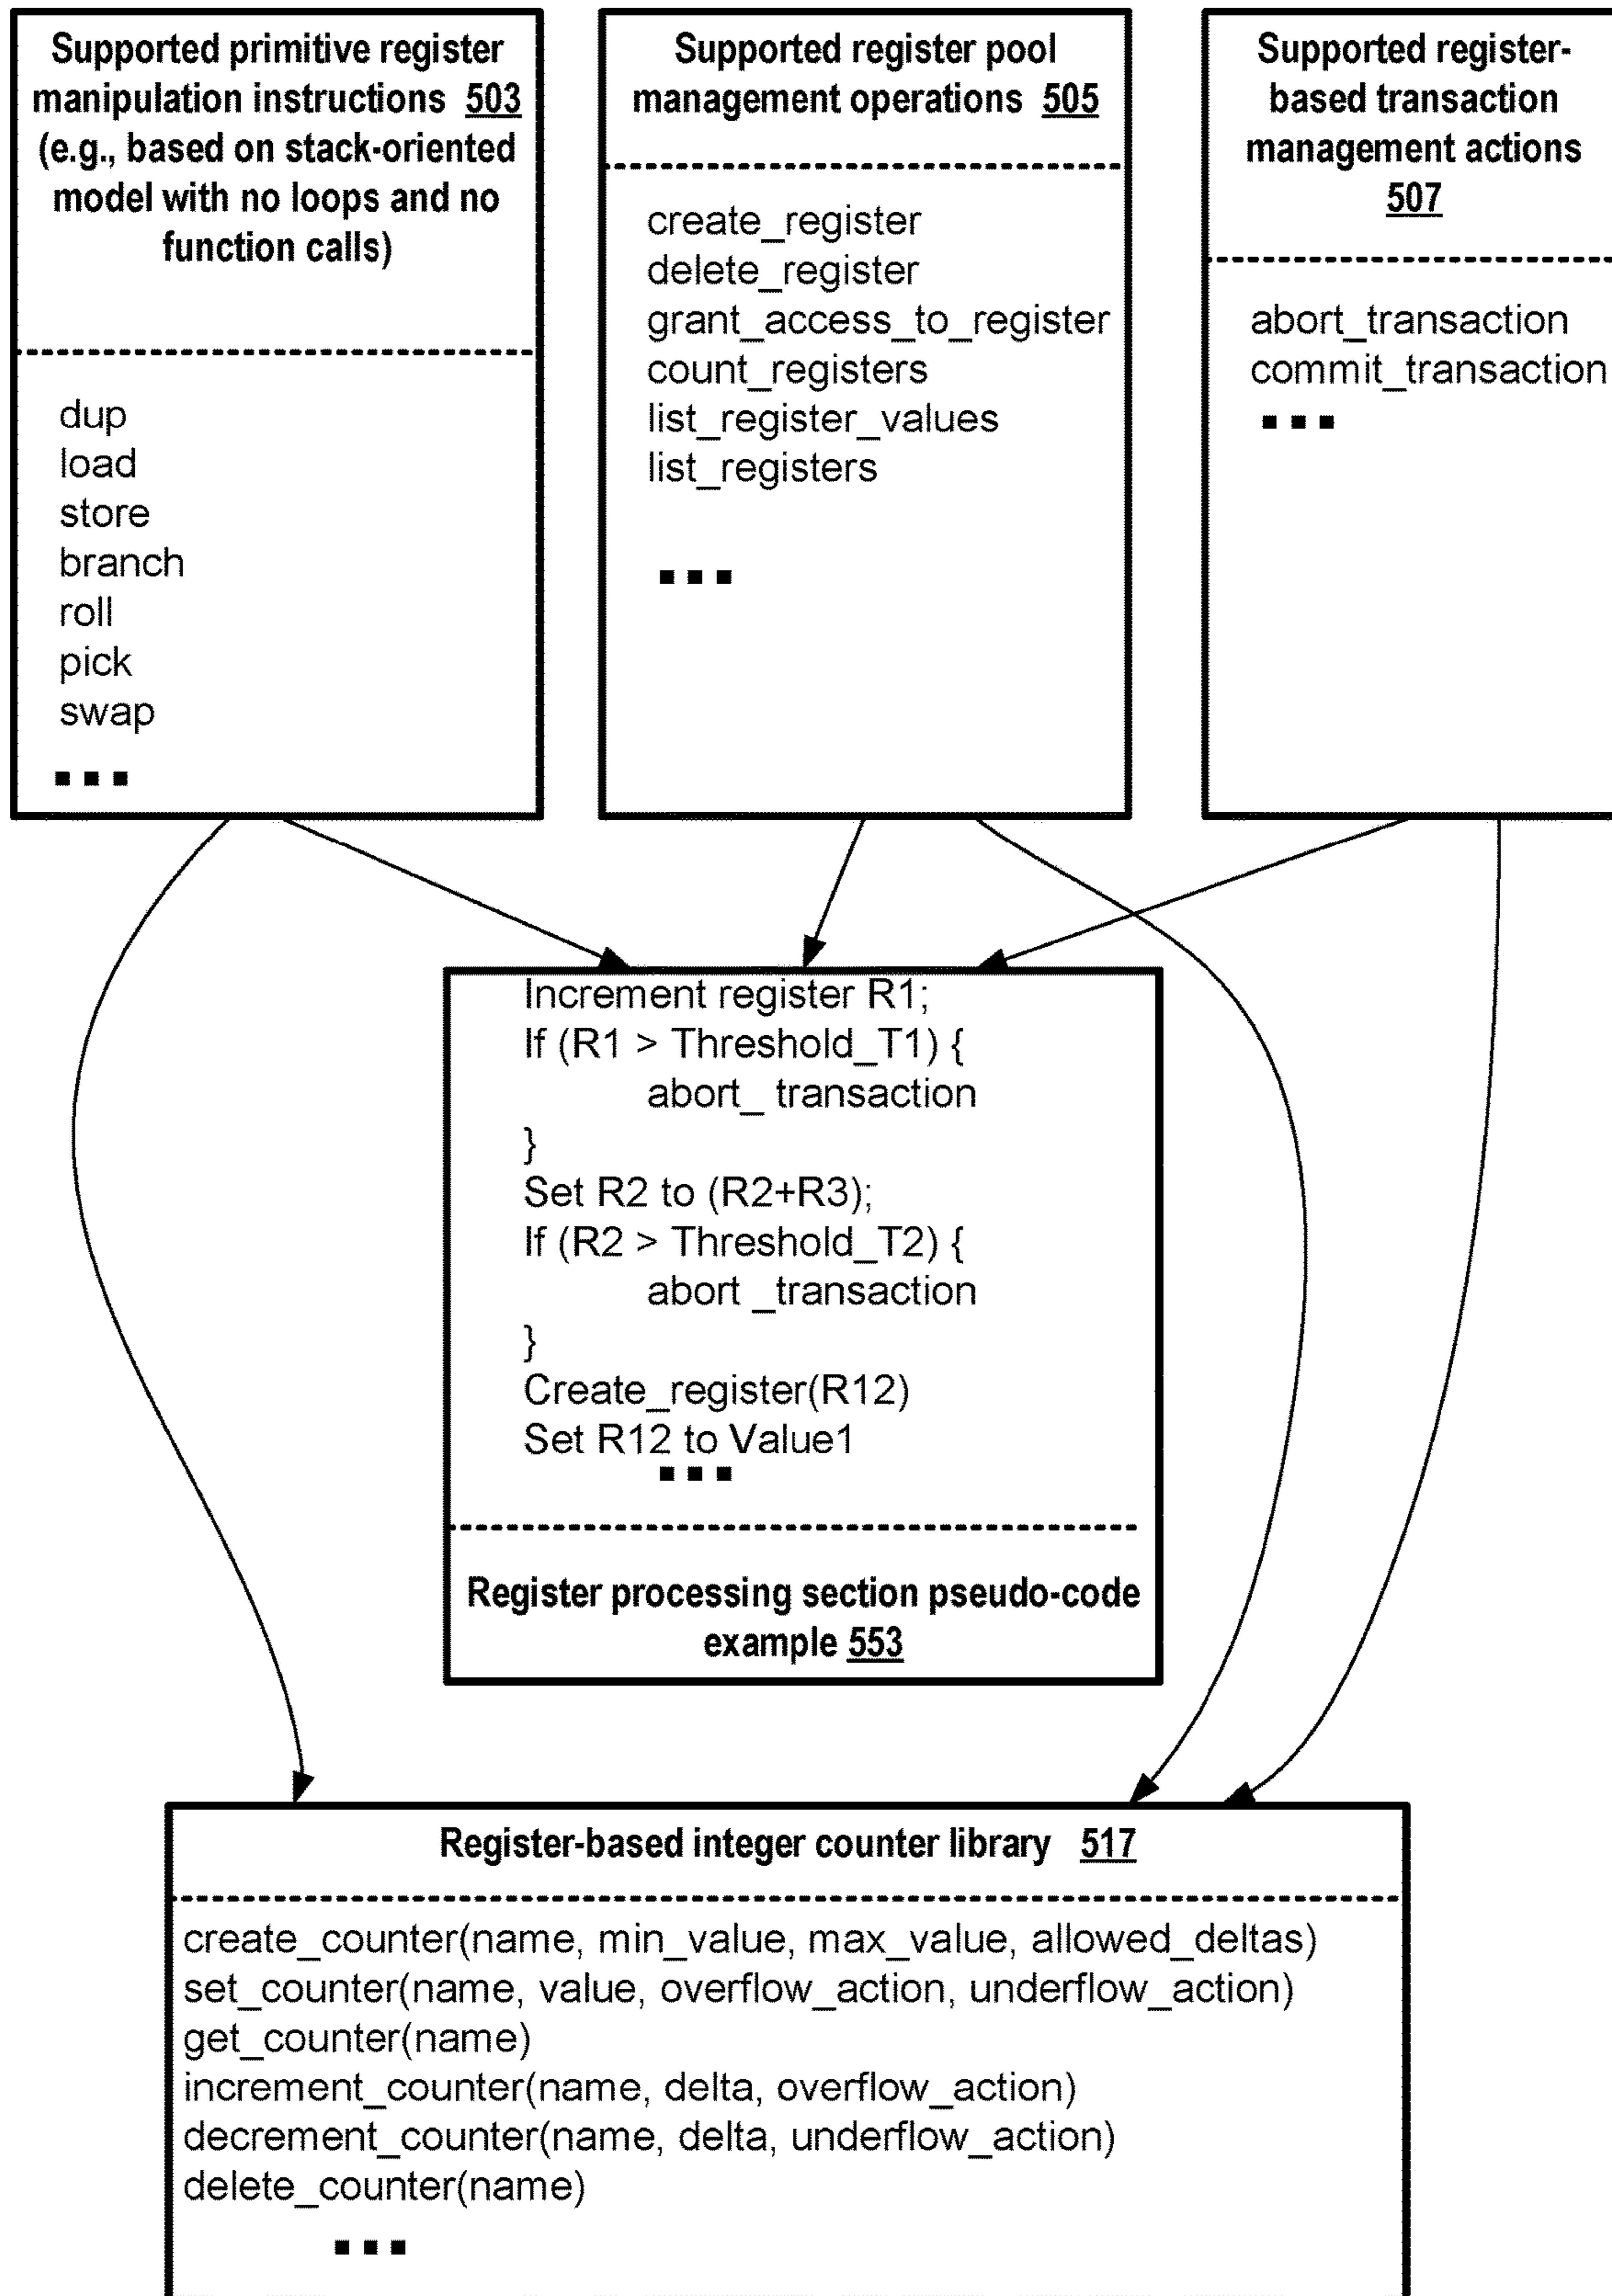 Supported primitive register
manipulation instructions 503
(e.g., based on stack-oriented
model with no loops and no
function calls)
dup
load
store
branch
roll
pick
swap
...
Supported register pool
management operations 505
create_register
delete_register
grant_access_to_register
count_registers
list_register_values
list_registers
...
Supported register-
based transaction
management actions
507
abort_transaction
commit_transaction
...
Increment register R1;
If (R1 > Threshold_T1) {
abort_ transaction
}
Set R2 to (R2+R3);
If (R2 > Threshold_T2) {
abort _transaction
}
Create_register(R12)
Set R12 to Value1
...
Register processing section pseudo-code
example 553
Register-based integer counter library 517
create_counter(name, min_value, max_value, allowed_deltas)
set_counter(name, value, overflow_action, underflow_action)
get_counter(name)
increment_counter(name, delta, overflow_action)
decrement_counter(name, delta, underflow_action)
delete_counter(name)
...